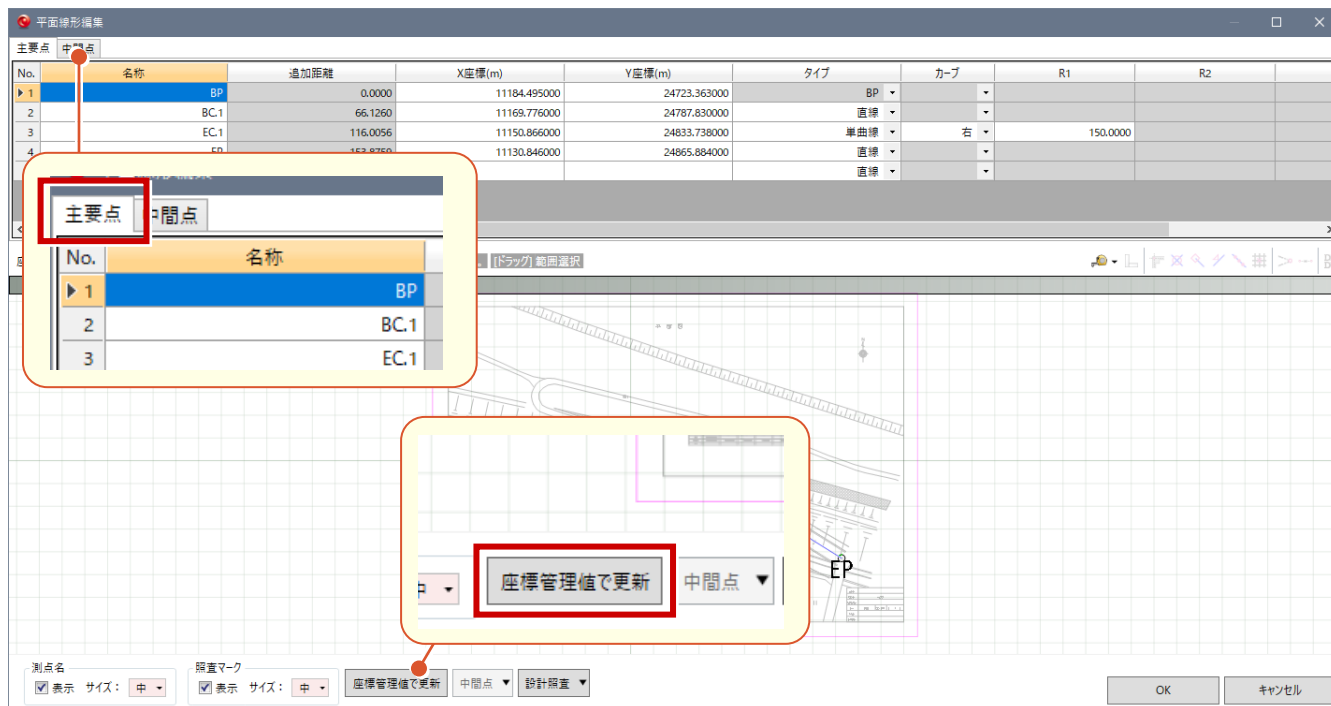 平面線形編集
主要点 中間点
No. 名称 追加距離 X座標(m) Y座標(m) タイプ カーブ R1 R2
1 BP 0.0000 11184.495000 24723.363000 BP
2 BC.1 66.1260 11169.776000 24787.830000 直線
3 EC.1 116.0056 11150.866000 24833.738000 単曲線 右 150.0000
4 EP 153.8759 11130.846000 24865.884000 直線
直線
主要点 中間点
No. 名称
1 BP
2 BC.1
3 EC.1
[ドラッグ] 範囲選択
中 座標管理値で更新 中間点 ▼
EP
測点名 照査マーク
表示 サイズ： 中 表示 サイズ： 中 座標管理値で更新 中間点 ▼ 設計照査 ▼
OK キャンセル